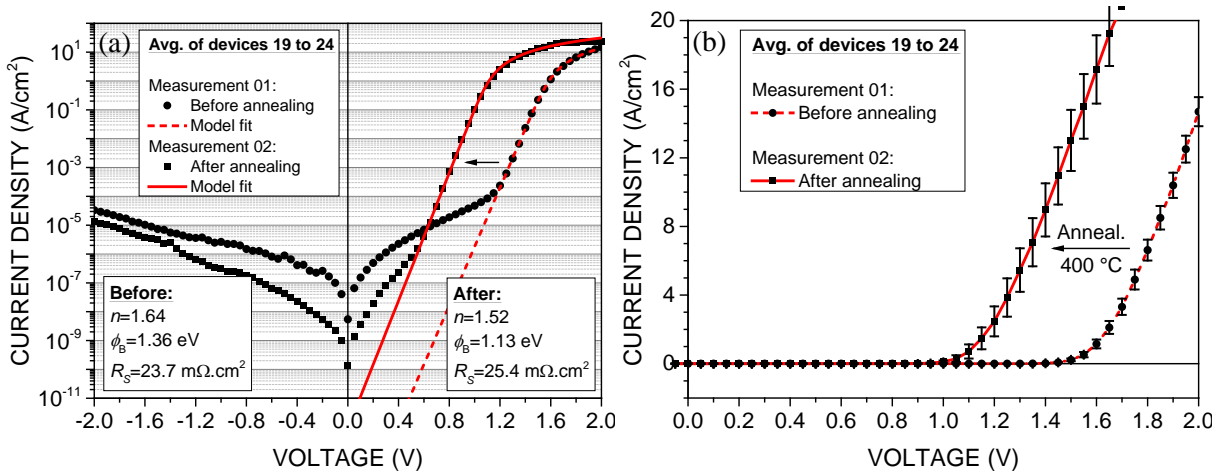 (a)
Avg. of devices 19 to 24
Measurement 01:
Before annealing
Model fit
Measurement 02:
After annealing
Model fit
Before:
n=1.64
ϕB=1.36 eV
RS=23.7 mΩ.cm²
After:
n=1.52
ϕB=1.13 eV
RS=25.4 mΩ.cm²
CURRENT DENSITY (A/cm²)
10¹
10⁻¹
10⁻³
10⁻⁵
10⁻⁷
10⁻⁹
10⁻¹¹
-2.0 -1.6 -1.2 -0.8 -0.4 0.0 0.4 0.8 1.2 1.6 2.0
VOLTAGE (V)
(b)
Avg. of devices 19 to 24
Measurement 01:
Before annealing
Measurement 02:
After annealing
Anneal.
400 °C
CURRENT DENSITY (A/cm²)
20
16
12
8
4
0
0.0 0.2 0.4 0.6 0.8 1.0 1.2 1.4 1.6 1.8 2.0
VOLTAGE (V)